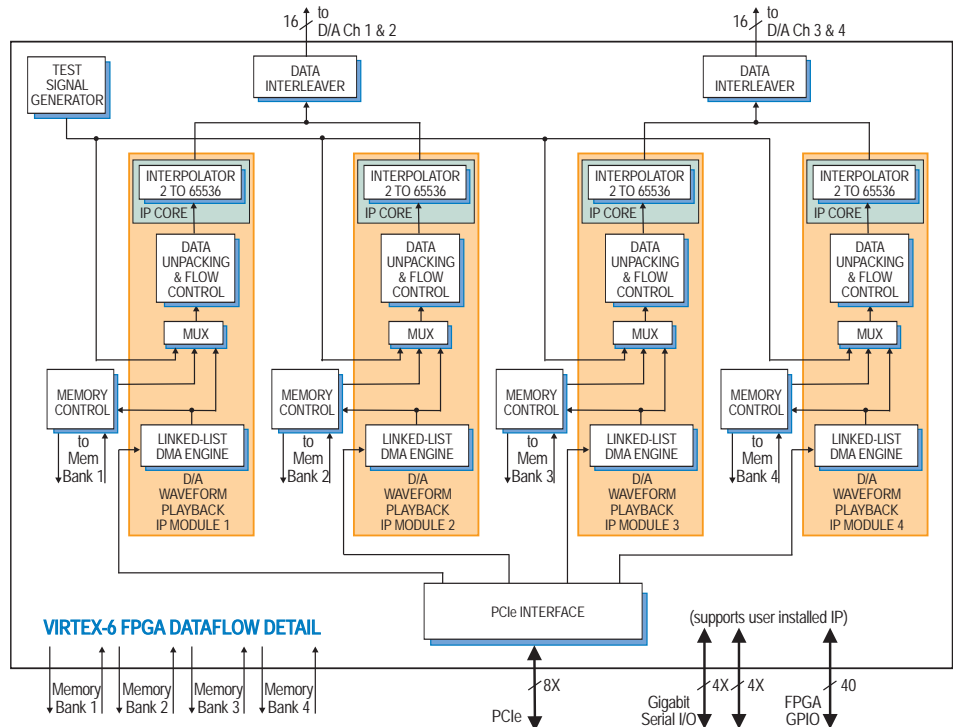 16
to
D/A Ch 1 & 2
16
to
D/A Ch 3 & 4
TEST
SIGNAL
GENERATOR
DATA
INTERLEAVER
DATA
INTERLEAVER
INTERPOLATOR
2 TO 65536
IP CORE
INTERPOLATOR
2 TO 65536
IP CORE
INTERPOLATOR
2 TO 65536
IP CORE
INTERPOLATOR
2 TO 65536
IP CORE
DATA
UNPACKING
& FLOW
CONTROL
DATA
UNPACKING
& FLOW
CONTROL
DATA
UNPACKING
& FLOW
CONTROL
DATA
UNPACKING
& FLOW
CONTROL
MUX
MUX
MUX
MUX
MEMORY
CONTROL
MEMORY
CONTROL
MEMORY
CONTROL
MEMORY
CONTROL
to
Mem
Bank 1
LINKED-LIST
DMA ENGINE
to
Mem
Bank 2
LINKED-LIST
DMA ENGINE
to
Mem
Bank 3
LINKED-LIST
DMA ENGINE
to
Mem
Bank 4
LINKED-LIST
DMA ENGINE
D/A
WAVEFORM
PLAYBACK
IP MODULE 1
D/A
WAVEFORM
PLAYBACK
IP MODULE 2
D/A
WAVEFORM
PLAYBACK
IP MODULE 3
D/A
WAVEFORM
PLAYBACK
IP MODULE 4
PCIe INTERFACE
VIRTEX-6 FPGA DATAFLOW DETAIL
(supports user installed IP)
Memory
Bank 1
Memory
Bank 2
Memory
Bank 3
Memory
Bank 4
8X
PCIe
4X
4X
Gigabit
Serial I/O
40
FPGA
GPIO